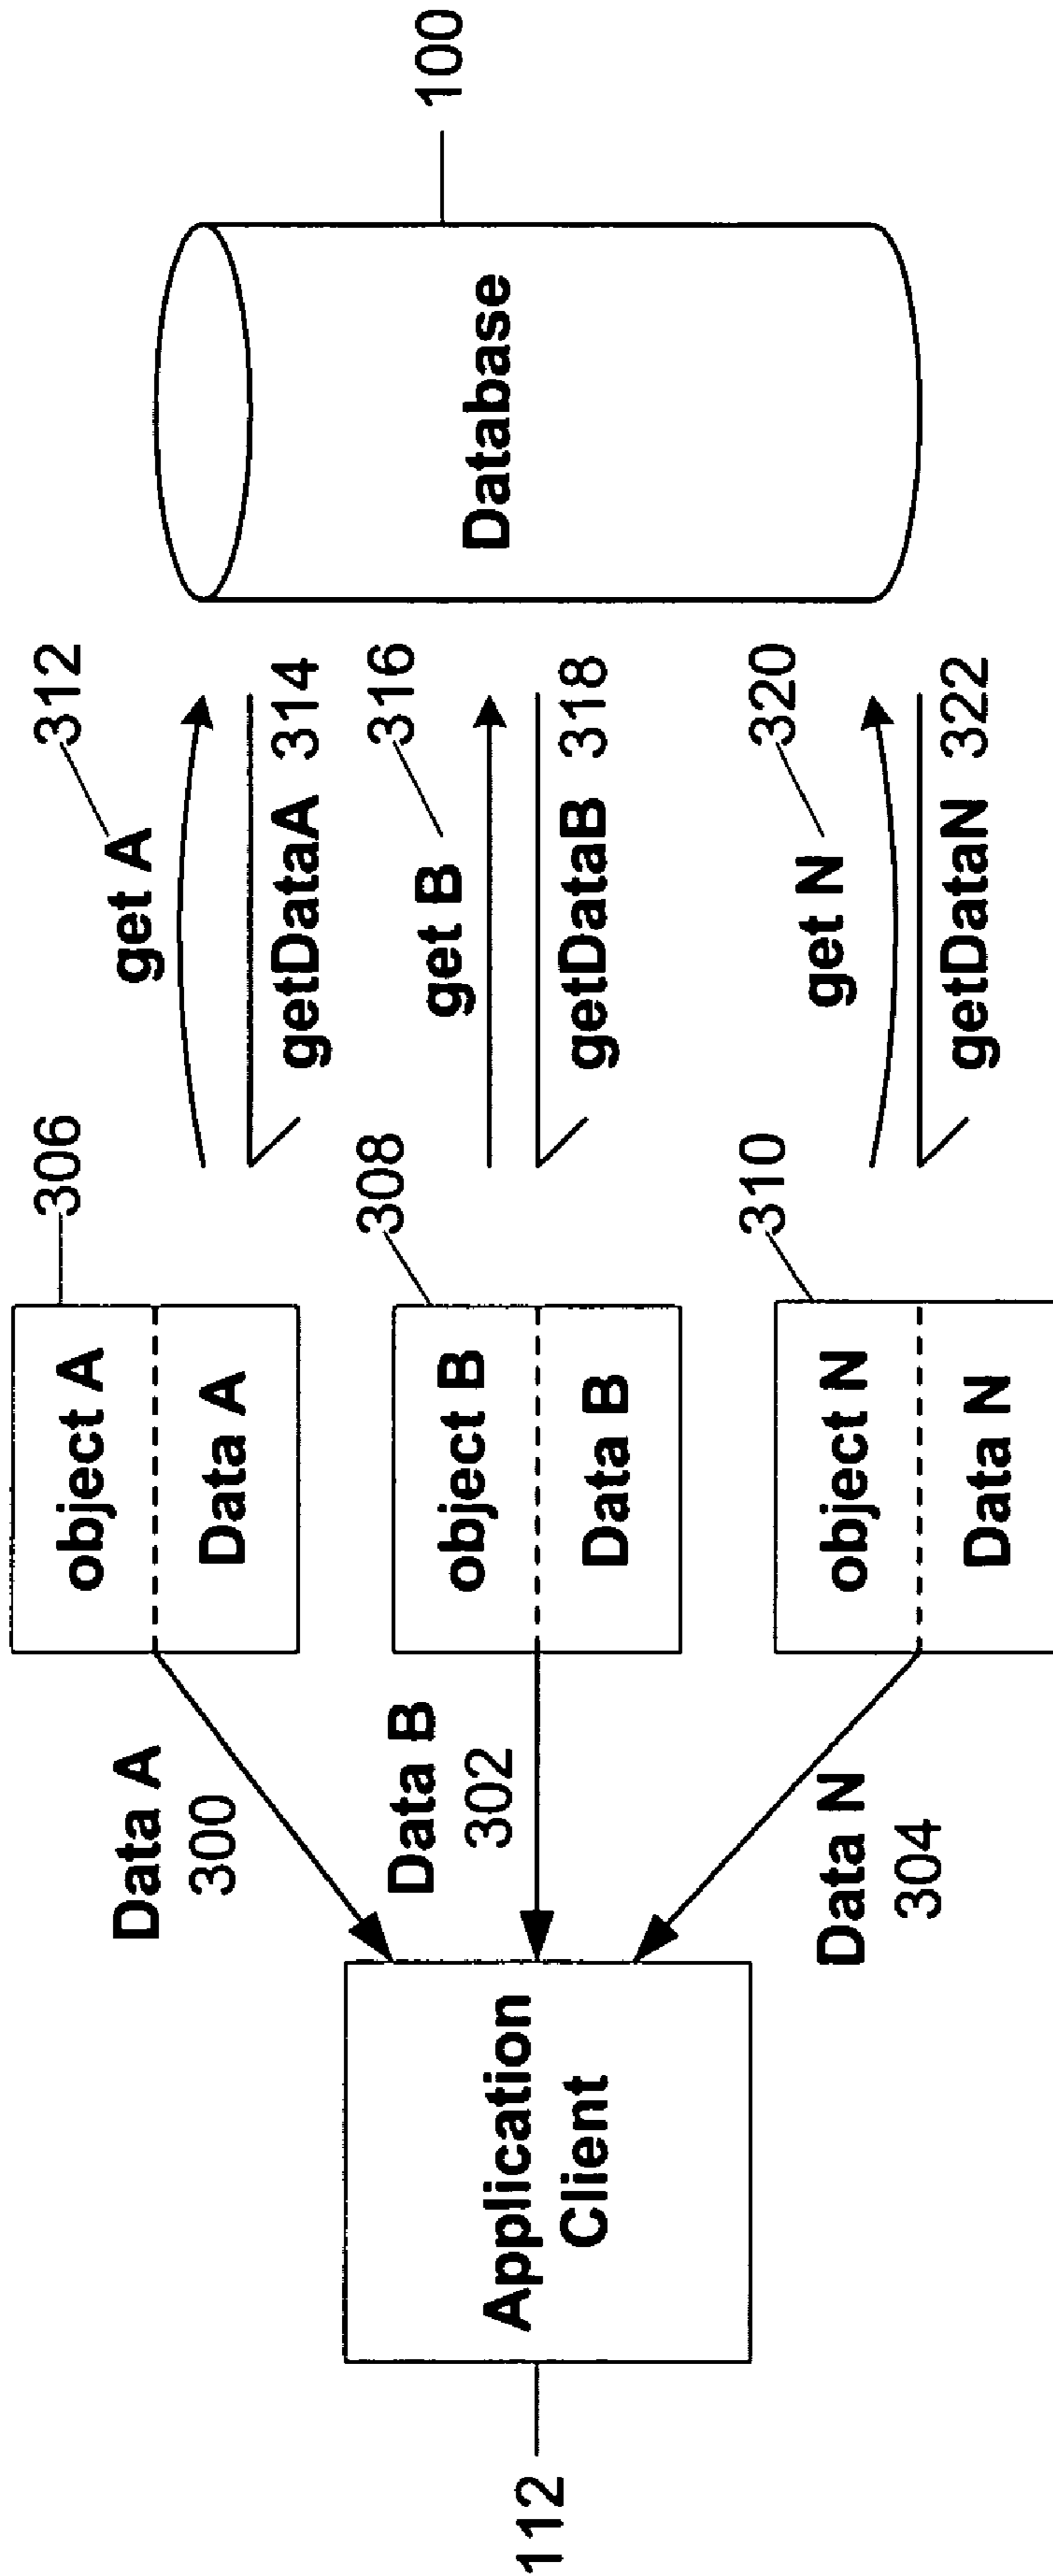 306
object A
Data A
Data A
300
312
get A
getDataA 314
308
object B
Data B
Data B
302
316
get B
getDataB 318
310
object N
Data N
Data N
304
320
get N
getDataN 322
Application
Client
112
Database
100